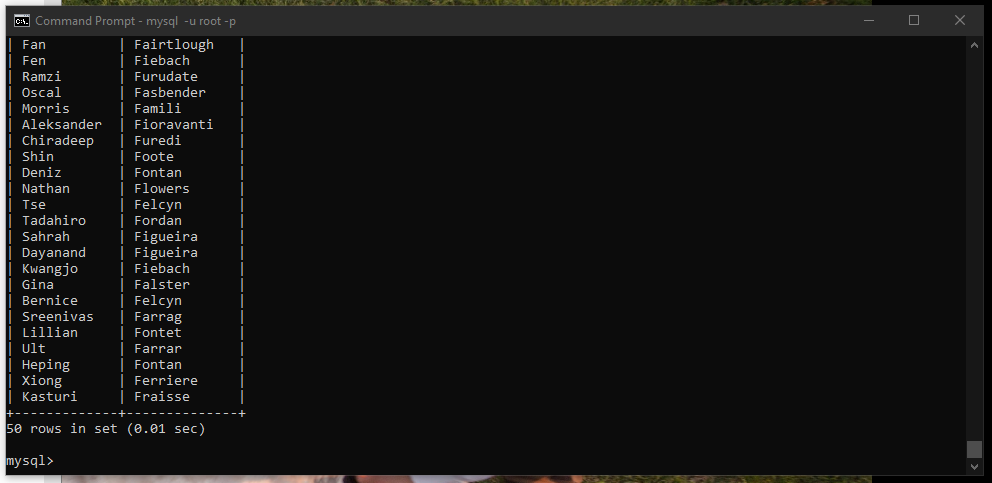 Command Prompt - mysql -u root -p
| Fan         | Fairtlough   |
| Fen         | Fiebach      |
| Ramzi       | Furudate     |
| Oscal       | Fasbender    |
| Morris      | Famili       |
| Aleksander  | Fioravanti   |
| Chiradeep   | Furedi       |
| Shin        | Foote        |
| Deniz       | Fontan       |
| Nathan      | Flowers      |
| Tse         | Felcyn       |
| Tadahiro    | Fordan       |
| Sahrah      | Figueira     |
| Dayanand    | Figueira     |
| Kwangjo     | Fiebach      |
| Gina        | Falster      |
| Bernice     | Felcyn       |
| Sreenivas   | Farrag       |
| Lillian     | Fontet       |
| Ult         | Farrar       |
| Heping      | Fontan       |
| Xiong       | Ferriere     |
| Kasturi     | Fraisse      |
+-------------+--------------+
50 rows in set (0.01 sec)
mysql>